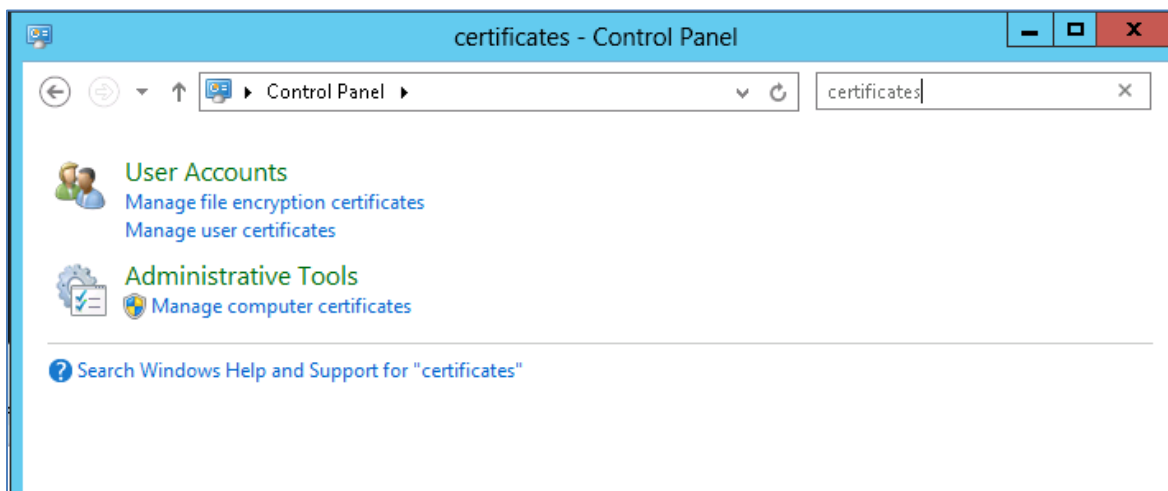 certificates - Control Panel
Control Panel
certificates
User Accounts
Manage file encryption certificates
Manage user certificates
Administrative Tools
Manage computer certificates
Search Windows Help and Support for "certificates"